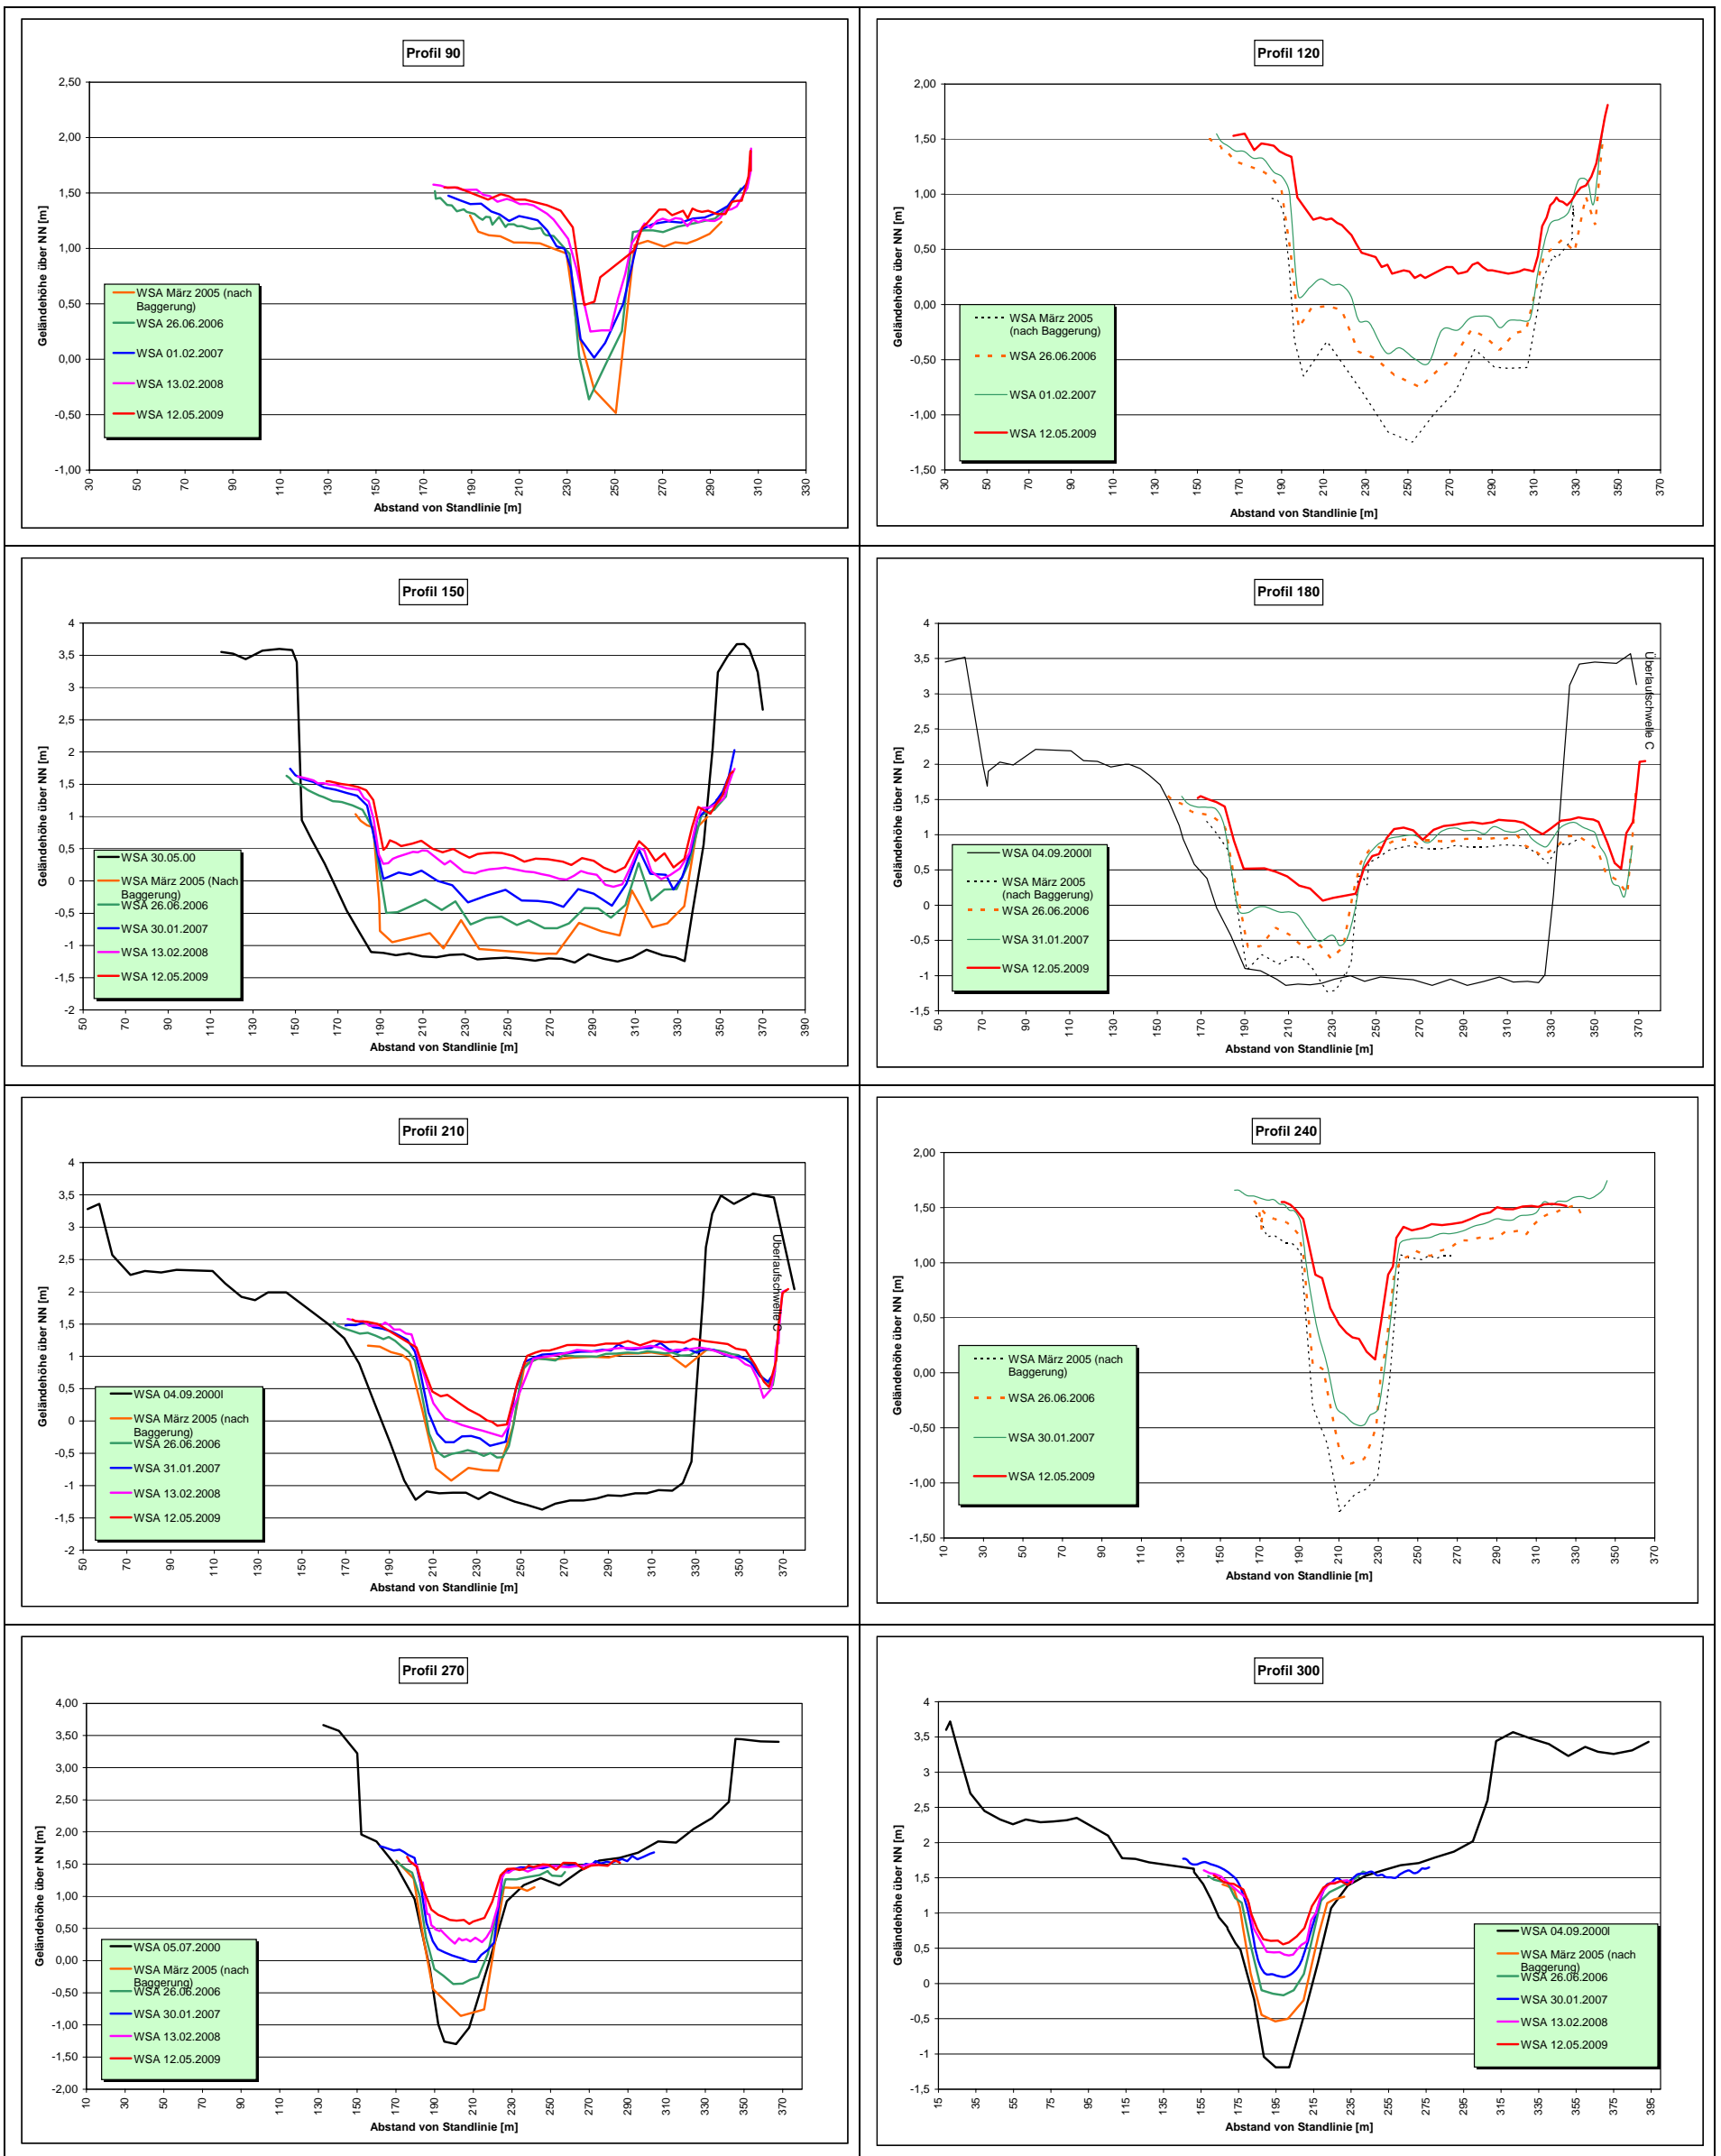 Profil 90
2,50
2,00
1,50
1,00
0,50
0,00
-0,50
-1,00
Geländehöhe über NN [m]
WSA März 2005 (nach
Baggerung)
WSA 26.06.2006
WSA 01.02.2007
WSA 13.02.2008
WSA 12.05.2009
30 50 70 90 110 130 150 170 190 210 230 250 270 290 310 330
Abstand von Standlinie [m]
Profil 120
2,00
1,50
1,00
0,50
0,00
-0,50
-1,00
-1,50
Geländehöhe über NN [m]
WSA März 2005
(nach Baggerung)
WSA 26.06.2006
WSA 01.02.2007
WSA 12.05.2009
30 50 70 90 110 130 150 170 190 210 230 250 270 290 310 330 350 370
Abstand von Standlinie [m]
Profil 150
4
3,5
3
2,5
2
1,5
1
0,5
0
-0,5
-1
-1,5
-2
Geländehöhe über NN [m]
WSA 30.05.00
WSA März 2005 (Nach
Baggerung)
WSA 26.06.2006
WSA 30.01.2007
WSA 13.02.2008
WSA 12.05.2009
50 70 90 110 130 150 170 190 210 230 250 270 290 310 330 350 370 390
Abstand von Standlinie [m]
Profil 180
4
3,5
3
2,5
2
1,5
1
0,5
0
-0,5
-1
-1,5
Geländehöhe über NN [m]
Überlaufschwelle C
WSA 04.09.2000I
WSA März 2005
(nach Baggerung)
WSA 26.06.2006
WSA 31.01.2007
WSA 12.05.2009
50 70 90 110 130 150 170 190 210 230 250 270 290 310 330 350 370
Abstand von Standlinie [m]
Profil 210
4
3,5
3
2,5
2
1,5
1
0,5
0
-0,5
-1
-1,5
-2
Geländehöhe über NN [m]
Überlaufschwelle C
WSA 04.09.2000I
WSA März 2005 (nach
Baggerung)
WSA 26.06.2006
WSA 31.01.2007
WSA 13.02.2008
WSA 12.05.2009
50 70 90 110 130 150 170 190 210 230 250 270 290 310 330 350 370
Abstand von Standlinie [m]
Profil 240
2,00
1,50
1,00
0,50
0,00
-0,50
-1,00
-1,50
Geländehöhe über NN [m]
WSA März 2005 (nach
Baggerung)
WSA 26.06.2006
WSA 30.01.2007
WSA 12.05.2009
10 30 50 70 90 110 130 150 170 190 210 230 250 270 290 310 330 350 370
Abstand von Standlinie [m]
Profil 270
4,00
3,50
3,00
2,50
2,00
1,50
1,00
0,50
0,00
-0,50
-1,00
-1,50
-2,00
Geländehöhe über NN [m]
WSA 05.07.2000
WSA März 2005 (nach
Baggerung)
WSA 26.06.2006
WSA 30.01.2007
WSA 13.02.2008
WSA 12.05.2009
10 30 50 70 90 110 130 150 170 190 210 230 250 270 290 310 330 350 370
Abstand von Standlinie [m]
Profil 300
4
3,5
3
2,5
2
1,5
1
0,5
0
-0,5
-1
-1,5
Geländehöhe über NN [m]
WSA 04.09.2000I
WSA März 2005 (nach
Baggerung)
WSA 26.06.2006
WSA 30.01.2007
WSA 13.02.2008
WSA 12.05.2009
15 35 55 75 95 115 135 155 175 195 215 235 255 275 295 315 335 355 375 395
Abstand von Standlinie [m]